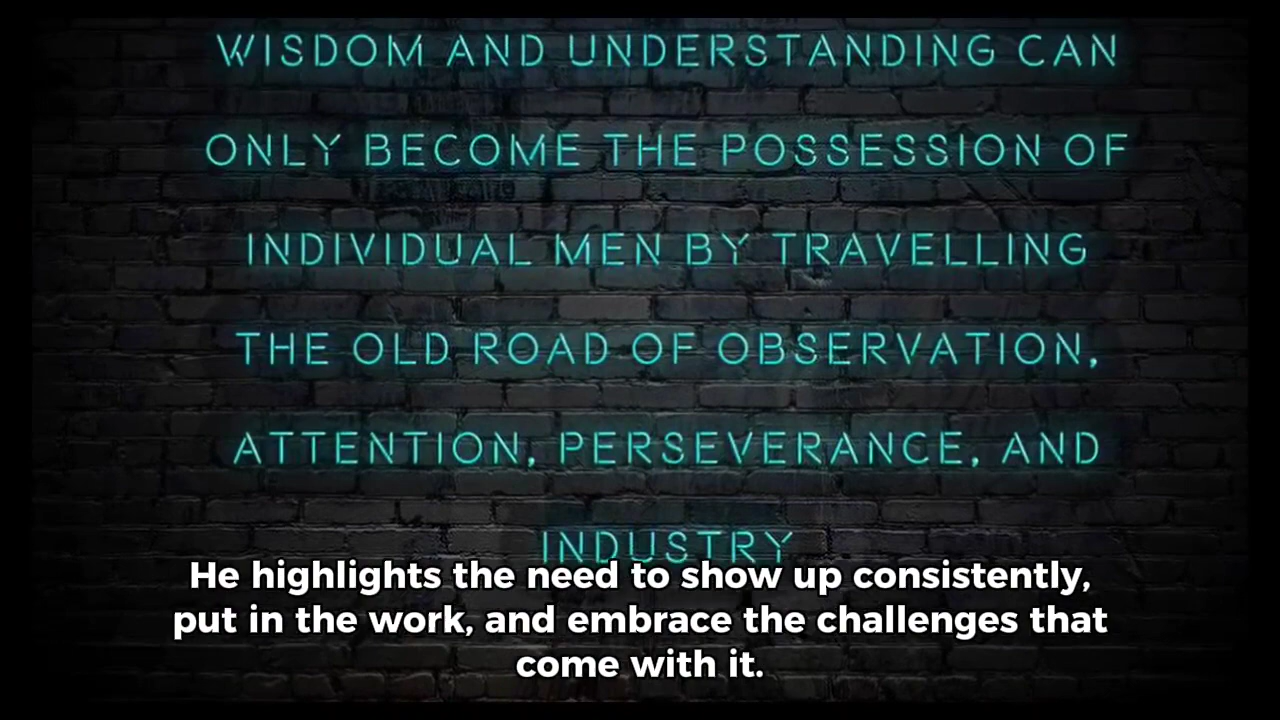 WISDOM AND UNDERSTANDING CAN
ONLY BECOME THE POSSESSION OF
INDIVIDUAL MEN BY TRAVELLING
THE OLD ROAD OF OBSERVATION,
ATTENTION, PERSEVERANCE, AND
INDUSTRY
He highlights the need to show up consistently,
put in the work, and embrace the challenges that
come with it.